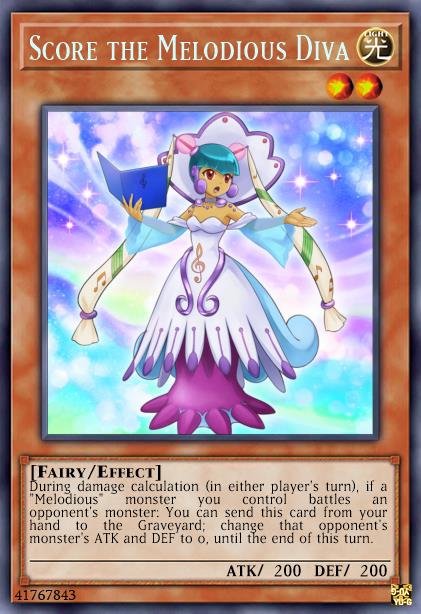 SCORE THE MELODIOUS DIVA
LIGHT
光
[FAIRY/EFFECT]
During damage calculation (in either player's turn), if a
"Melodious" monster you control battles an
opponent's monster: You can send this card from your
hand to the Graveyard; change that opponent's
monster's ATK and DEF to 0, until the end of this turn.
ATK/ 200 DEF/ 200
41767843